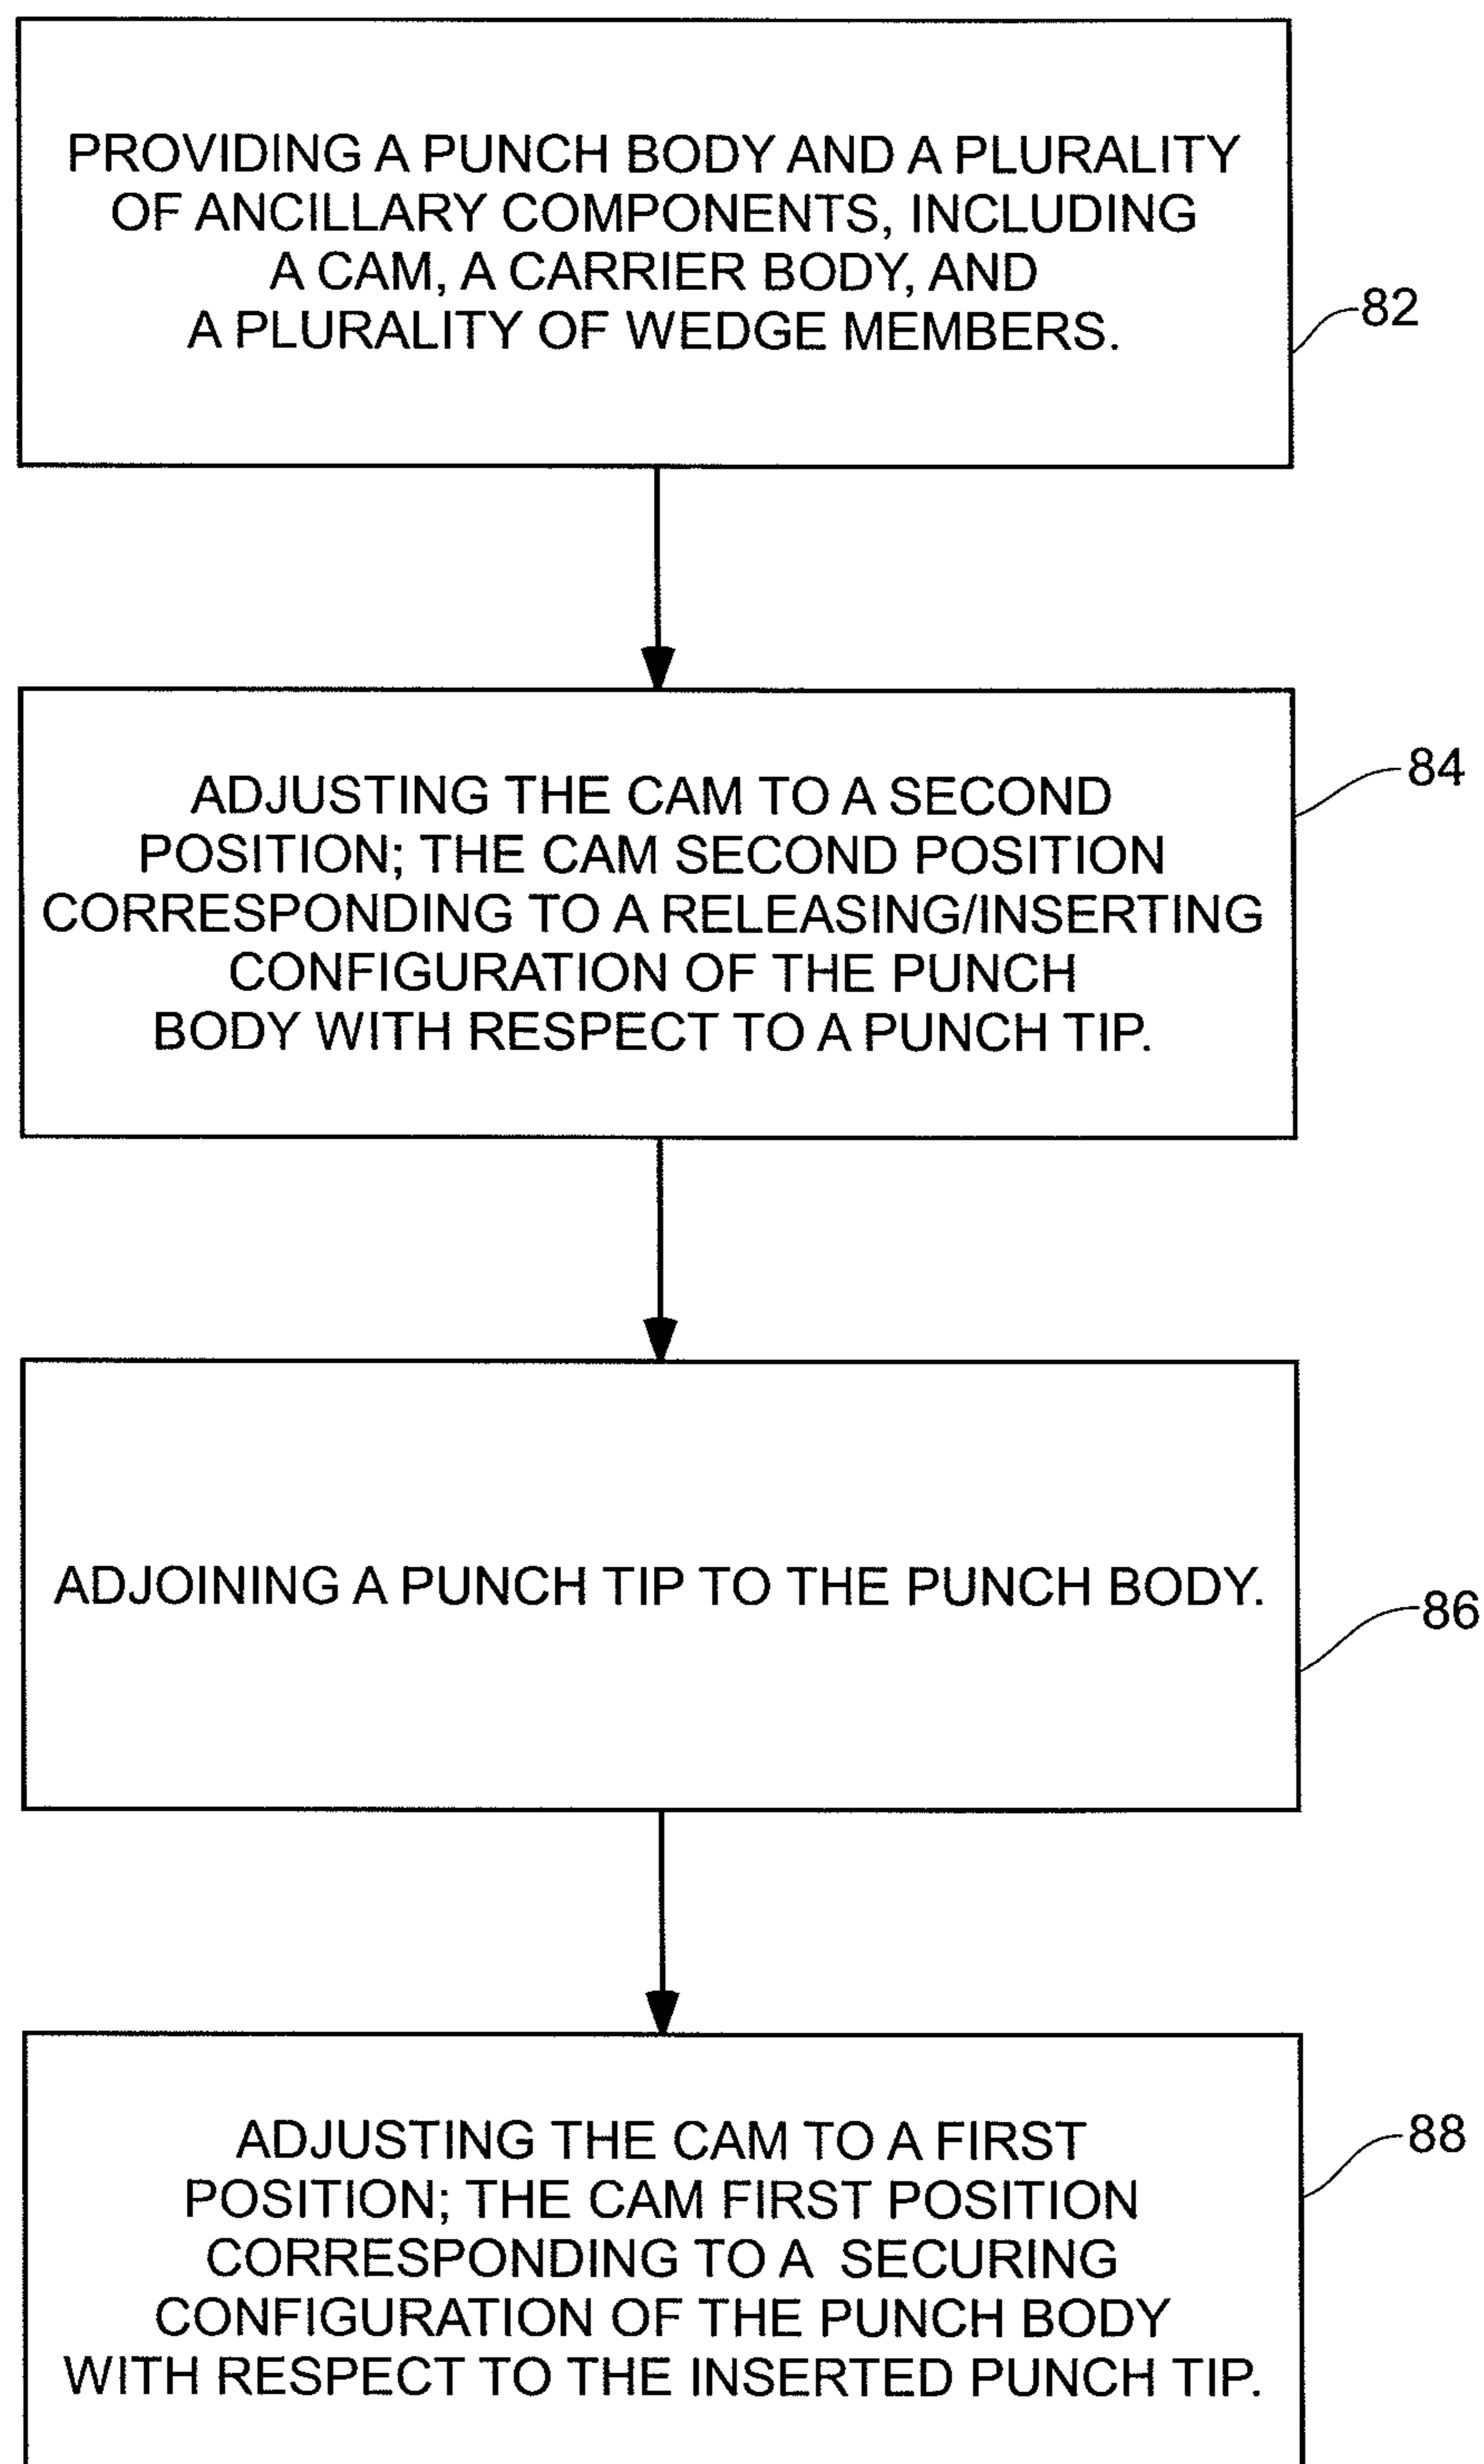 PROVIDING A PUNCH BODY AND A PLURALITY
OF ANCILLARY COMPONENTS, INCLUDING
A CAM, A CARRIER BODY, AND
A PLURALITY OF WEDGE MEMBERS.
82
ADJUSTING THE CAM TO A SECOND
POSITION; THE CAM SECOND POSITION
CORRESPONDING TO A RELEASING/INSERTING
CONFIGURATION OF THE PUNCH
BODY WITH RESPECT TO A PUNCH TIP.
84
ADJOINING A PUNCH TIP TO THE PUNCH BODY.
86
ADJUSTING THE CAM TO A FIRST
POSITION; THE CAM FIRST POSITION
CORRESPONDING TO A SECURING
CONFIGURATION OF THE PUNCH BODY
WITH RESPECT TO THE INSERTED PUNCH TIP.
88